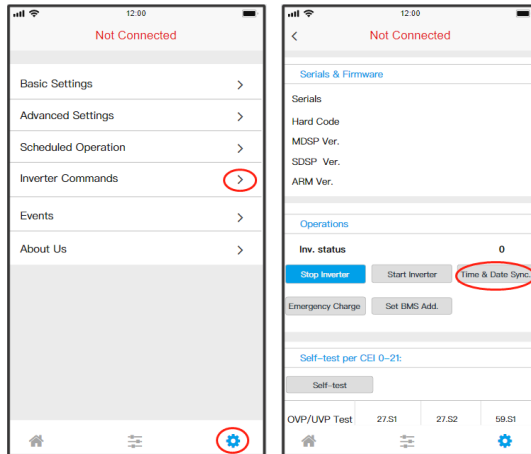 12:00
Not Connected
Basic Settings
Advanced Settings
Scheduled Operation
Inverter Commands
Events
About Us
12:00
Not Connected
Serials & Firmware
Serials
Hard Code
MDSP Ver.
SDSP Ver.
ARM Ver.
Operations
Inv. status 0
Stop Inverter Start Inverter Time & Date Sync.
Emergency Charge Set BMS Add.
Self-test per CEI 0-21:
Self-test
OVP/UVP Test 27.S1 27.S2 59.S1